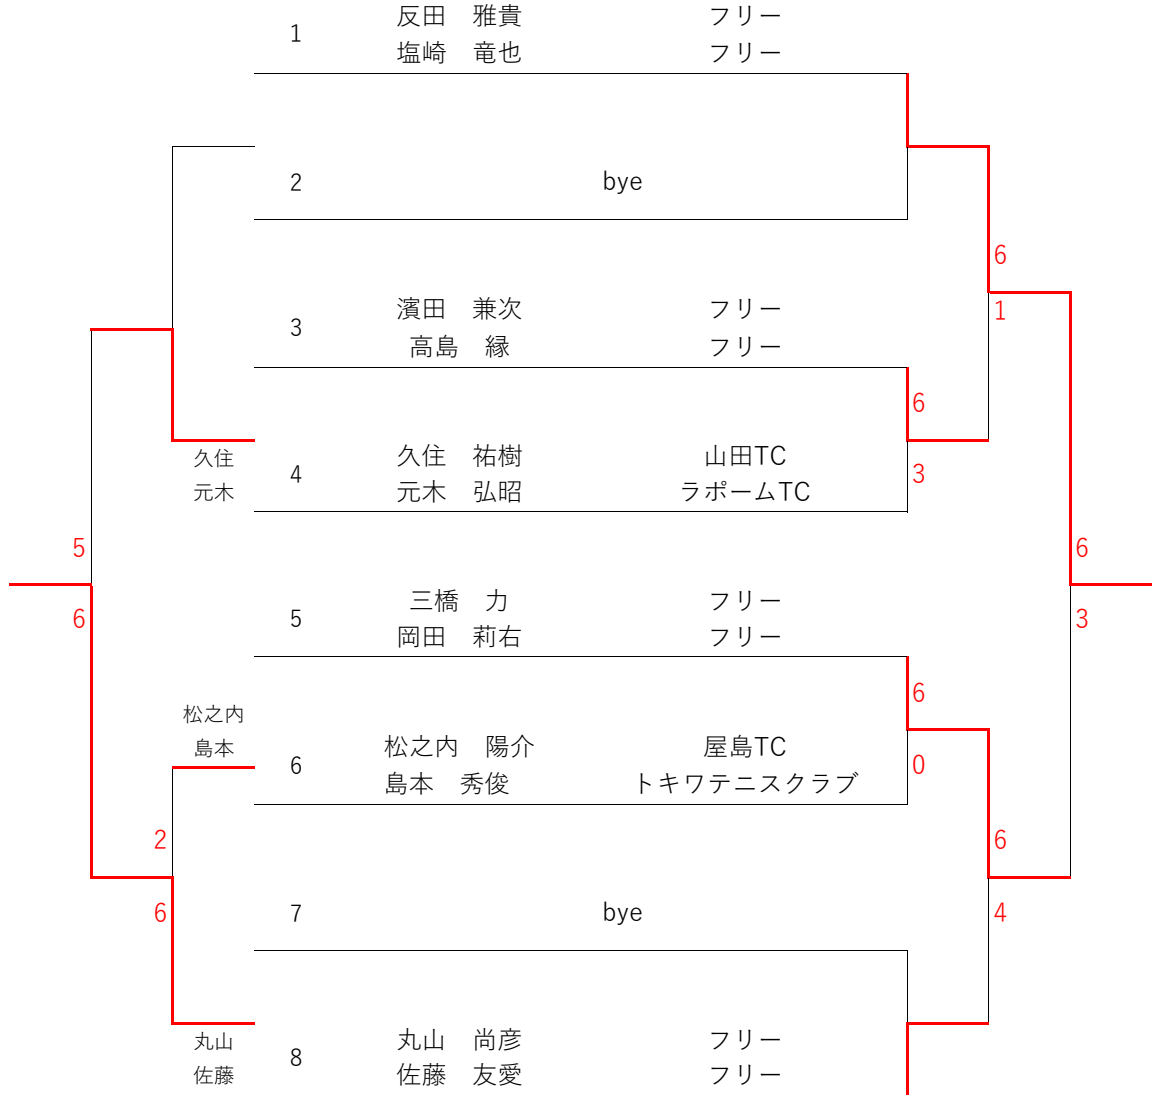 1 反田　雅貴 フリー
塩崎　竜也 フリー
2 bye
6
1
3 濱田　兼次 フリー
高島　縁 フリー
6
久住
元木
4 久住　祐樹 山田TC
元木　弘昭 ラポームTC
3
5
6
6
3
5 三橋　力 フリー
岡田　莉右 フリー
6
松之内
島本
6 松之内　陽介 屋島TC
島本　秀俊 トキワテニスクラブ
0
2
6
6
4
7 bye
丸山
佐藤
8 丸山　尚彦 フリー
佐藤　友愛 フリー